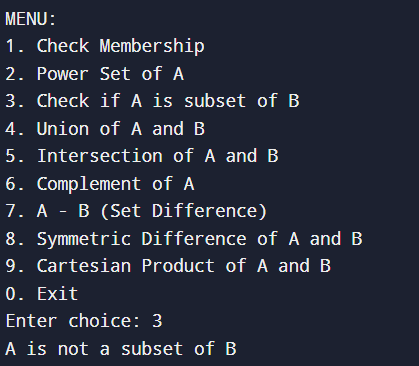 MENU:
1. Check Membership
2. Power Set of A
3. Check if A is subset of B
4. Union of A and B
5. Intersection of A and B
6. Complement of A
7. A - B (Set Difference)
8. Symmetric Difference of A and B
9. Cartesian Product of A and B
0. Exit
Enter choice: 3
A is not a subset of B